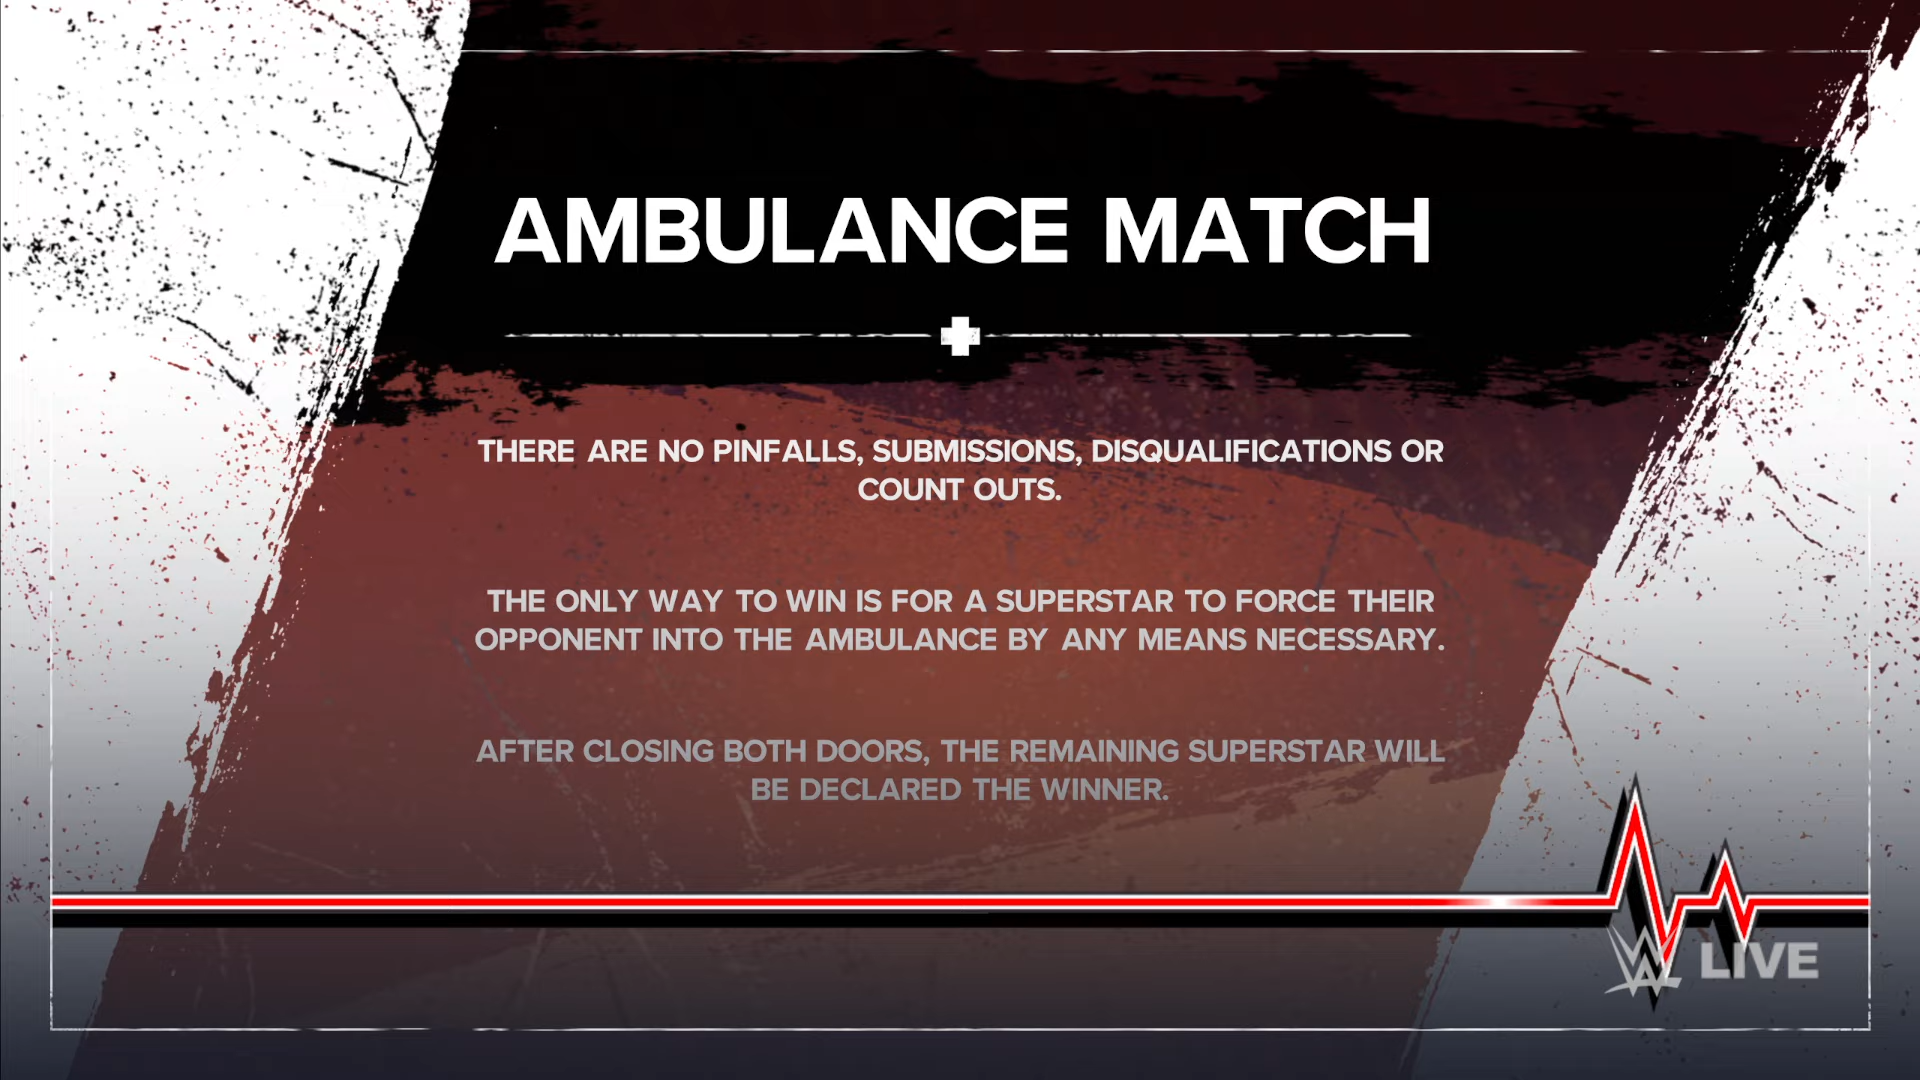 AMBULANCE MATCH
THERE ARE NO PINFALLS, SUBMISSIONS, DISQUALIFICATIONS OR
COUNT OUTS.
THE ONLY WAY TO WIN IS FOR A SUPERSTAR TO FORCE THEIR
OPPONENT INTO THE AMBULANCE BY ANY MEANS NECESSARY.
AFTER CLOSING BOTH DOORS, THE REMAINING SUPERSTAR WILL
BE DECLARED THE WINNER.
W LIVE